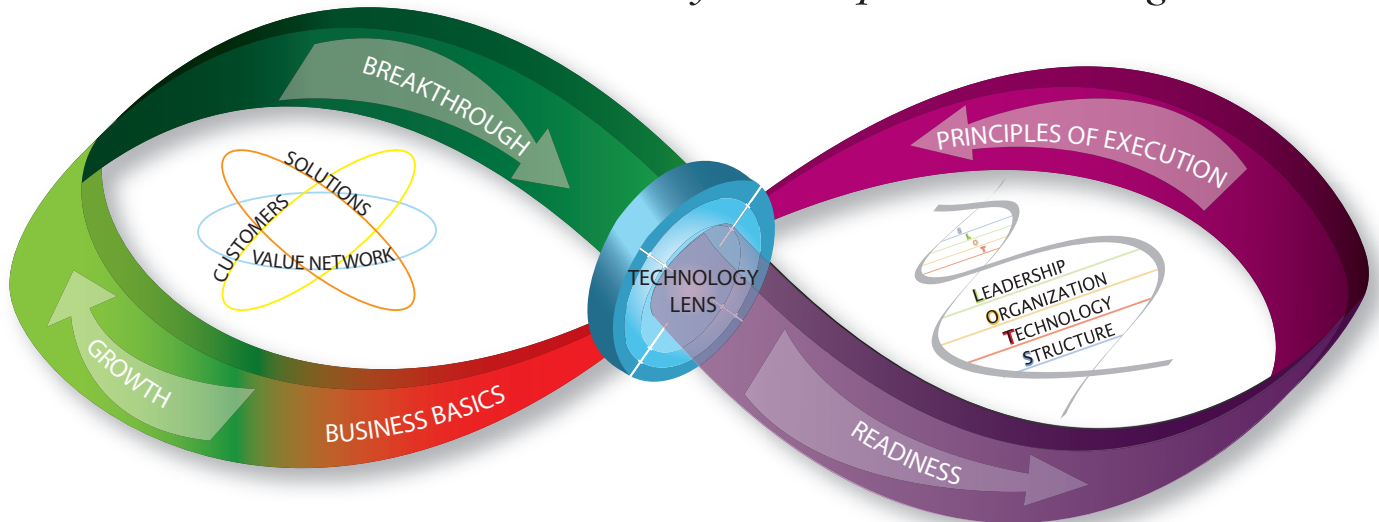 BREAKTHROUGH
SOLUTIONS
CUSTOMERS
VALUE NETWORK
GROWTH
BUSINESS BASICS
TECHNOLOGY
LENS
PRINCIPLES OF EXECUTION
L
O
T
LEADERSHIP
ORGANIZATION
TECHNOLOGY
STRUCTURE
READINESS